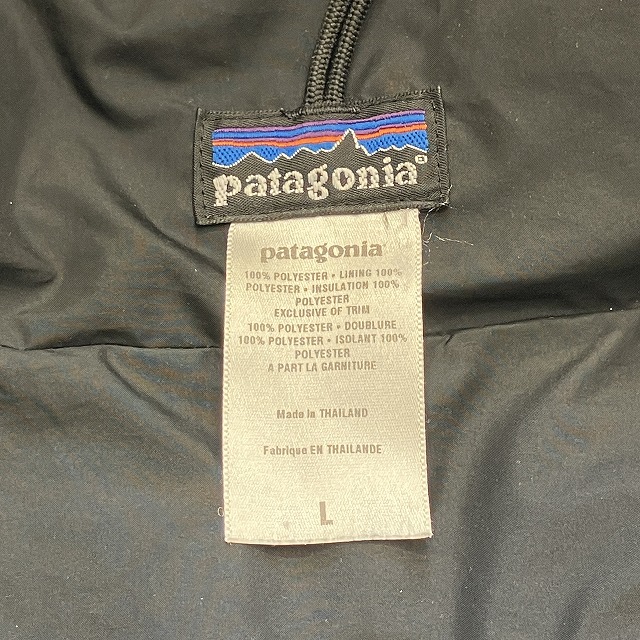 patagonia®
patagonia
100% POLYESTER • LINING 100%
POLYESTER • INSULATION 100%
POLYESTER
EXCLUSIVE OF TRIM
100% POLYESTER • DOUBLURE
100% POLYESTER • ISOLANT 100%
POLYESTER
A PART LA GARNITURE
Made in THAILAND
Fabrique EN THAILANDE
L